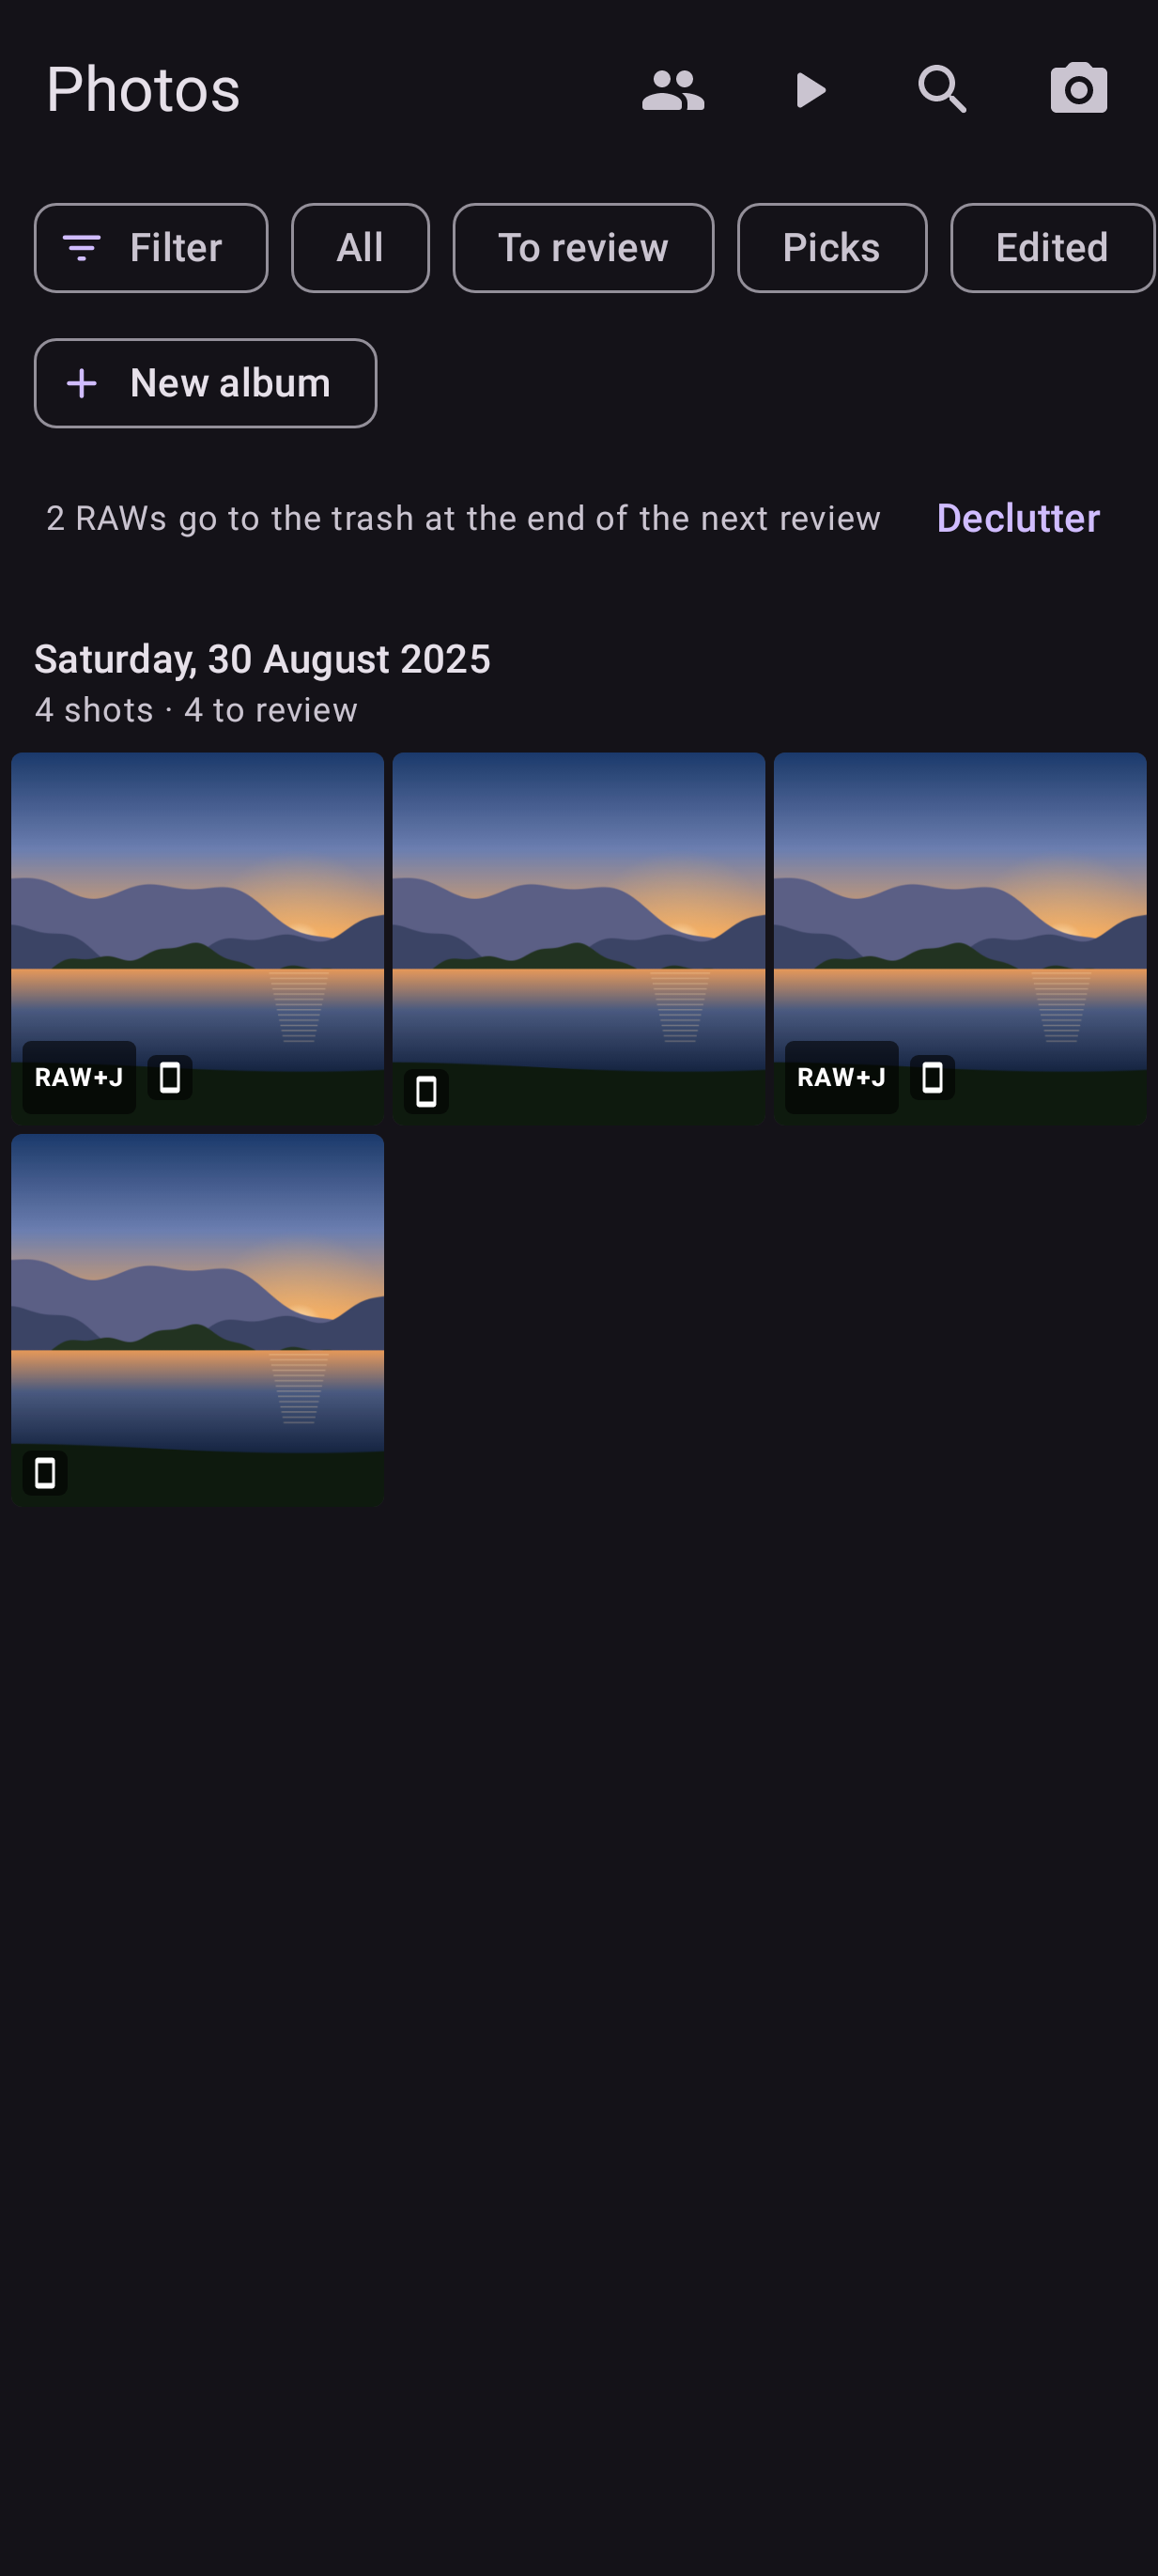 Photos
Filter
All
To review
Picks
Edited
New album
2 RAWs go to the trash at the end of the next review
Declutter
Saturday, 30 August 2025
4 shots · 4 to review
RAW+J
RAW+J